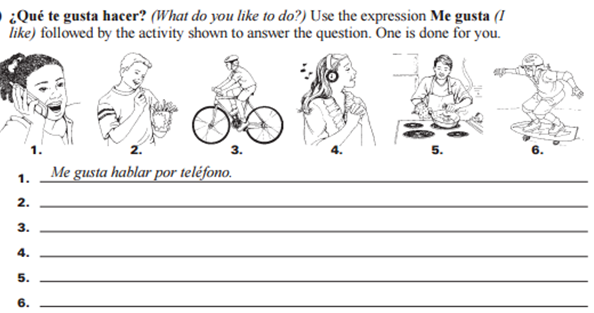 ¿Qué te gusta hacer? (What do you like to do?) Use the expression Me gusta (I
like) followed by the activity shown to answer the question. One is done for you.
1. 2. 3. 4. 5. 6.
1. Me gusta hablar por teléfono.
2.
3.
4.
5.
6.